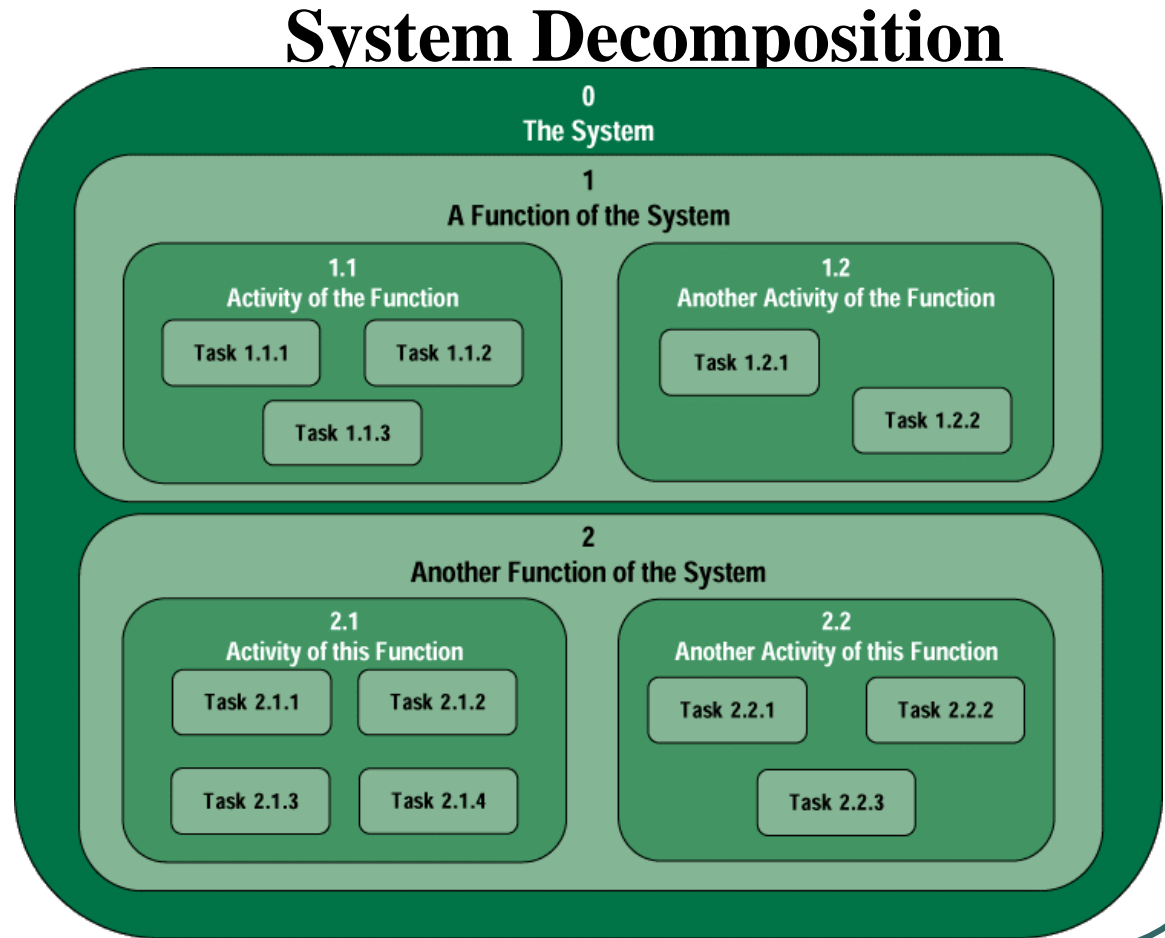 System Decomposition
0
The System
1
A Function of the System
1.1
Activity of the Function
Task 1.1.1
Task 1.1.2
Task 1.1.3
1.2
Another Activity of the Function
Task 1.2.1
Task 1.2.2
2
Another Function of the System
2.1
Activity of this Function
Task 2.1.1
Task 2.1.2
Task 2.1.3
Task 2.1.4
2.2
Another Activity of this Function
Task 2.2.1
Task 2.2.2
Task 2.2.3